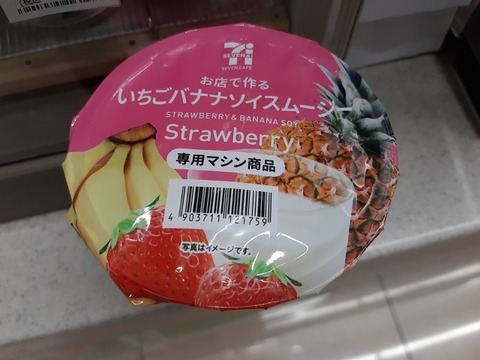 7i
SEVEN & i
SEVEN CAFÉ
お店で作る
いちごバナナソイスムージー
STRAWBERRY & BANANA SOY
Strawberry
専用マシン商品
4 903711 121759
写真はイメージです。